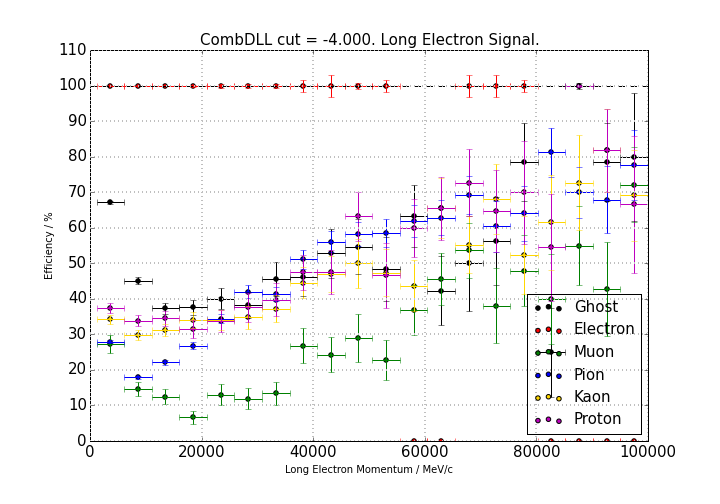 CombDLL cut = -4.000. Long Electron Signal.
110
100
90
80
70
60
50
40
30
20
10
0
Efficiency / %
Ghost
Electron
Muon
Pion
Kaon
Proton
0 20000 40000 60000 80000 100000
Long Electron Momentum / MeV/c